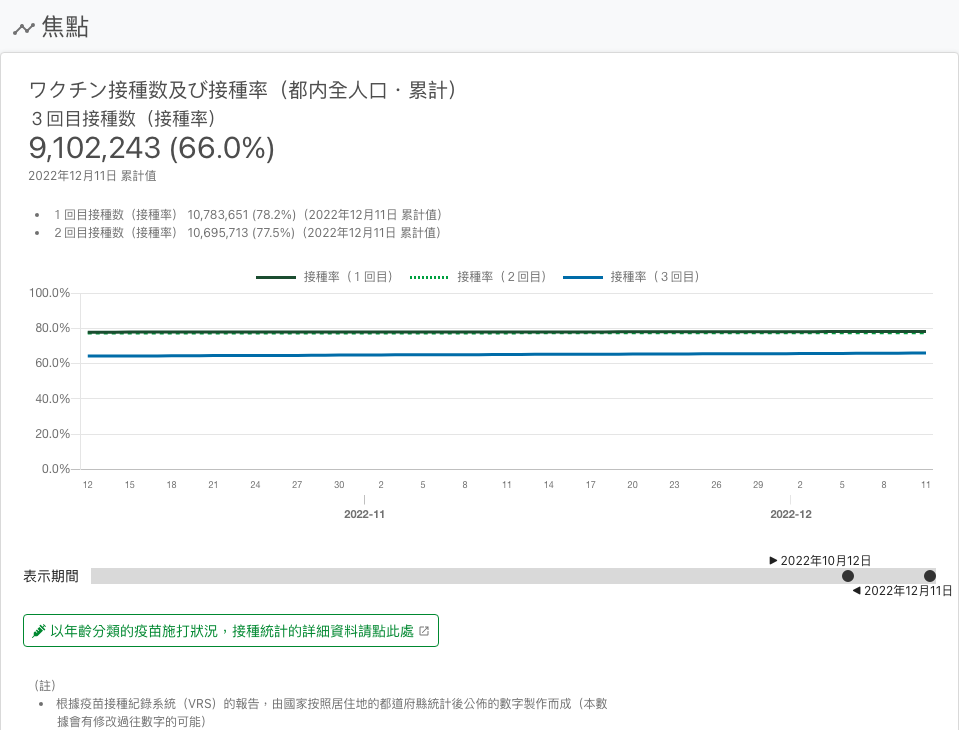 焦點
ワクチン接種数及び接種率（都内全人口・累計）
３回目接種数（接種率）
9,102,243 (66.0%)
2022年12月11日 累計值
• １回目接種数（接種率） 10,783,651 (78.2%)（2022年12月11日 累計值）
• ２回目接種数（接種率） 10,695,713 (77.5%)（2022年12月11日 累計值）
接種率（１回目） 接種率（２回目） 接種率（３回目）
100.0%
80.0%
60.0%
40.0%
20.0%
0.0%
12 15 18 21 24 27 30 2 5 8 11 14 17 20 23 26 29 2 5 8 11
2022-11 2022-12
▶ 2022年10月12日
表示期間
◀ 2022年12月11日
以年齡分類的疫苗施打狀況，接種統計的詳細資料請點此處
（註）
• 根據疫苗接種紀錄系統（VRS）的報告，由國家按照居住地的都道府縣統計後公佈的數字製作而成（本數
據會有修改過往數字的可能）